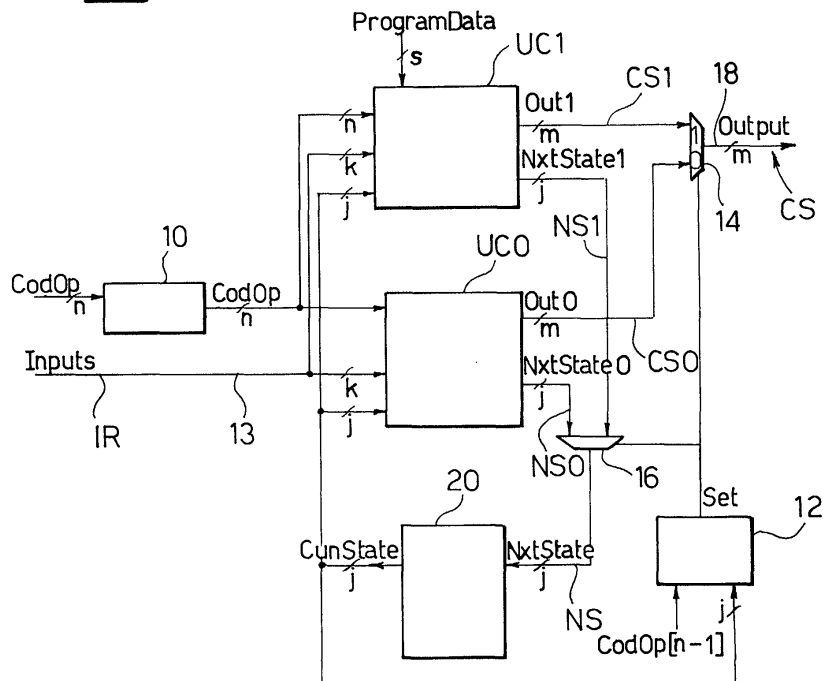 ProgramData
s
UC1
CS1
18
Out1
m
n
k
j
NxtState1
j
1
0
Output
m
CS
14
NS1
10
UC0
CodOp
n
CodOp
n
Out0
m
CS0
Inputs
k
j
NxtState0
j
IR
13
NS0
16
20
Set
12
CunState
j
NxtState
j
NS
j
CodOp[n-1]